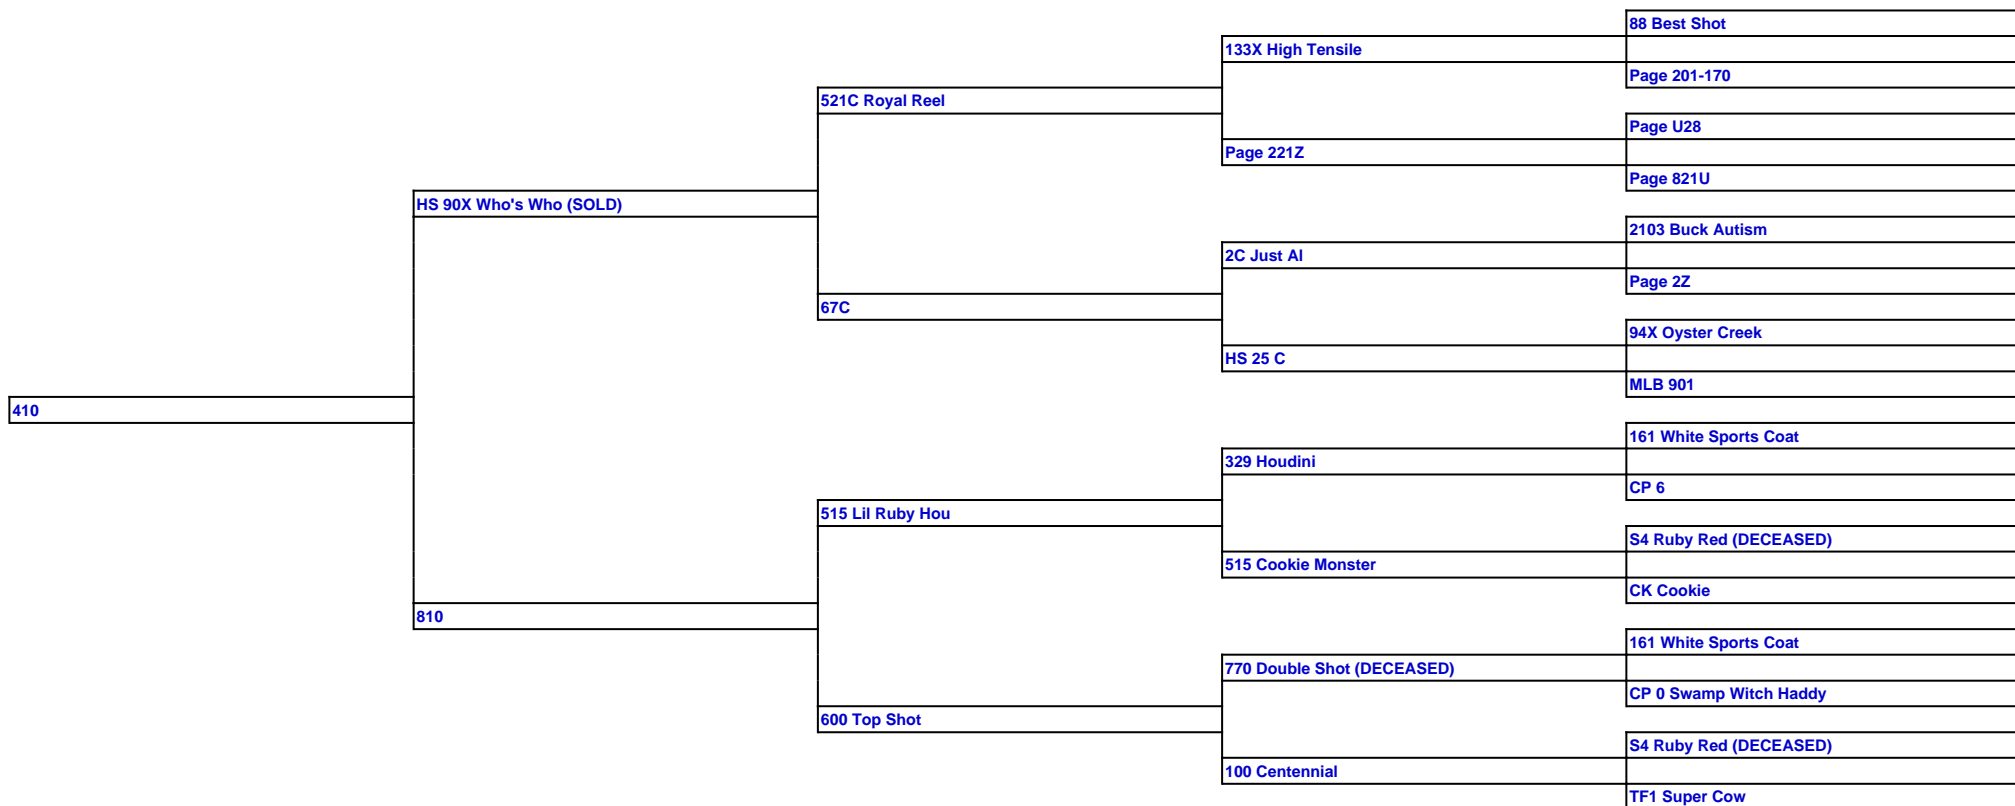 88 Best Shot
133X High Tensile
Page 201-170
521C Royal Reel
Page U28
Page 221Z
Page 821U
HS 90X Who's Who (SOLD)
2103 Buck Autism
2C Just AI
Page 2Z
67C
94X Oyster Creek
HS 25 C
MLB 901
410
161 White Sports Coat
329 Houdini
CP 6
515 Lil Ruby Hou
S4 Ruby Red (DECEASED)
515 Cookie Monster
CK Cookie
810
161 White Sports Coat
770 Double Shot (DECEASED)
CP 0 Swamp Witch Haddy
600 Top Shot
S4 Ruby Red (DECEASED)
100 Centennial
TF1 Super Cow